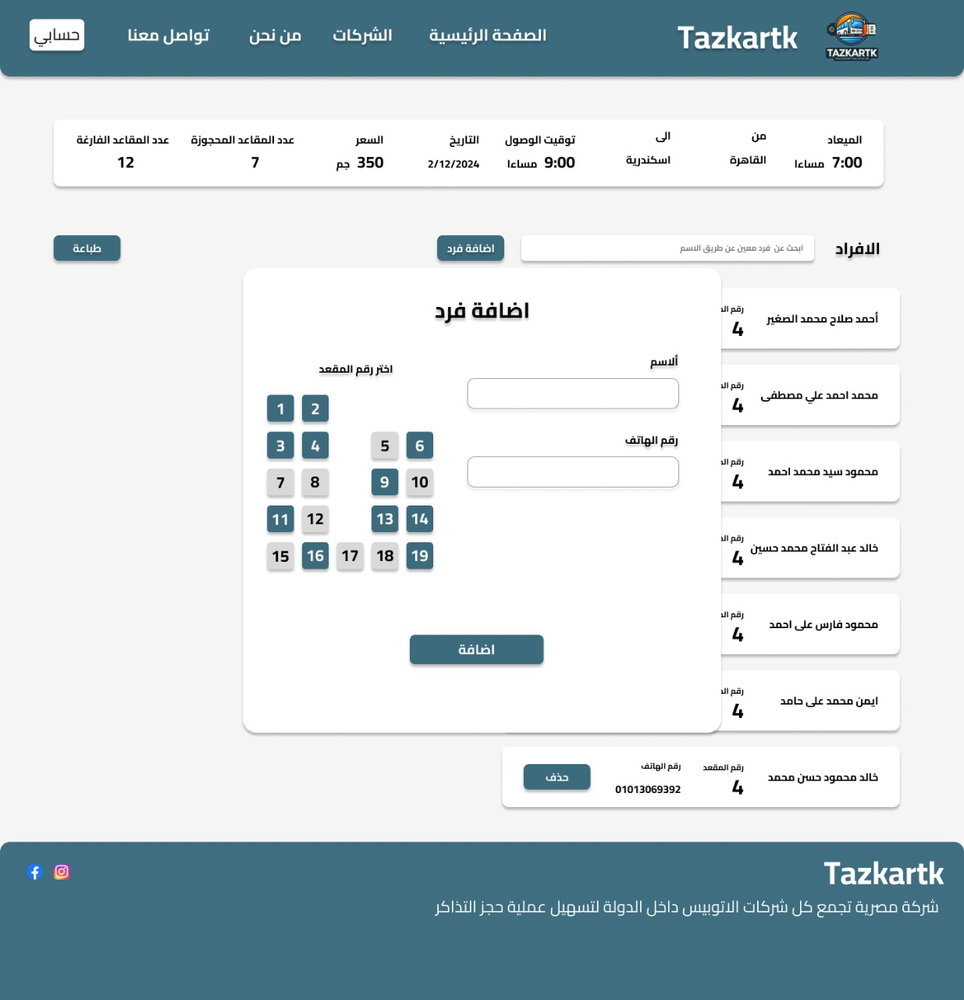 TAZKARTK
Tazkartk
الصفحة الرئيسية
الشركات
من نحن
تواصل معنا
حسابي
الميعاد
7:00 مساءا
من
القاهرة
الى
اسكندرية
توقيت الوصول
9:00 مساءا
التاريخ
2/12/2024
السعر
350 جم
عدد المقاعد المحجوزة
7
عدد المقاعد الفارغة
12
الافراد
ابحث عن فرد معين عن طريق الاسم
اضافة فرد
طباعة
أحمد صلاح محمد الصغير
رقم
4
محمد احمد علي مصطفى
رقم
4
محمود سيد محمد احمد
رقم
4
خالد عبد الفتاح محمد حسين
رقم
4
محمود فارس على احمد
رقم
4
ايمن محمد على حامد
رقم
4
خالد محمود حسن محمد
رقم المقعد
4
رقم الهاتف
01013069392
حذف
اضافة فرد
ألاسم
رقم الهاتف
اختر رقم المقعد
1 2
3 4 5 6
7 8 9 10
11 12 13 14
15 16 17 18 19
اضافة
Tazkartk
شركة مصرية تجمع كل شركات الاتوبيس داخل الدولة لتسهيل عملية حجز التذاكر